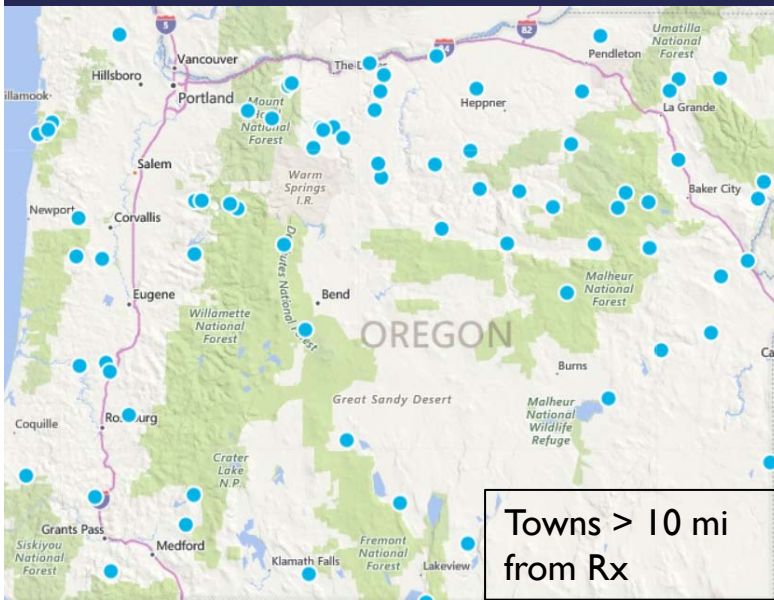 5
84
82
Umatilla
National
Forest
Vancouver
Pendleton
Hillsboro
Portland
Heppner
La Grande
Mount
National
Forest
Salem
Warm
Springs
I.R.
Baker City
Newport
Corvallis
Malheur
National
Forest
Eugene
Bend
Willamette
National
Forest
OREGON
Burns
Great Sandy Desert
Malheur
National
Wildlife
Refuge
Coquille
Crater
Lake
N.P.
Grants Pass
Medford
Siskiyou
National
Forest
Klamath Falls
Fremont
National
Forest
Lakeview
Towns > 10 mi
from Rx